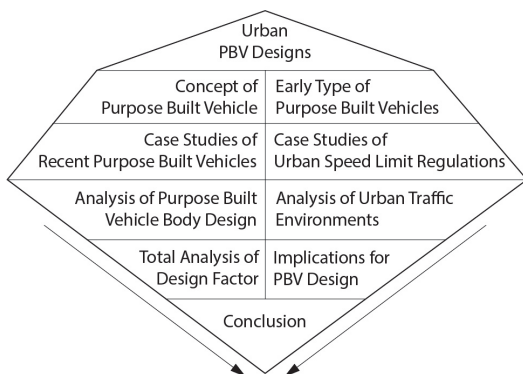 Urban
PBV Designs
Concept of
Purpose Built Vehicle
Early Type of
Purpose Built Vehicles
Case Studies of
Recent Purpose Built Vehicles
Case Studies of
Urban Speed Limit Regulations
Analysis of Purpose Built
Vehicle Body Design
Analysis of Urban Traffic
Environments
Total Analysis of
Design Factor
Implications for
PBV Design
Conclusion